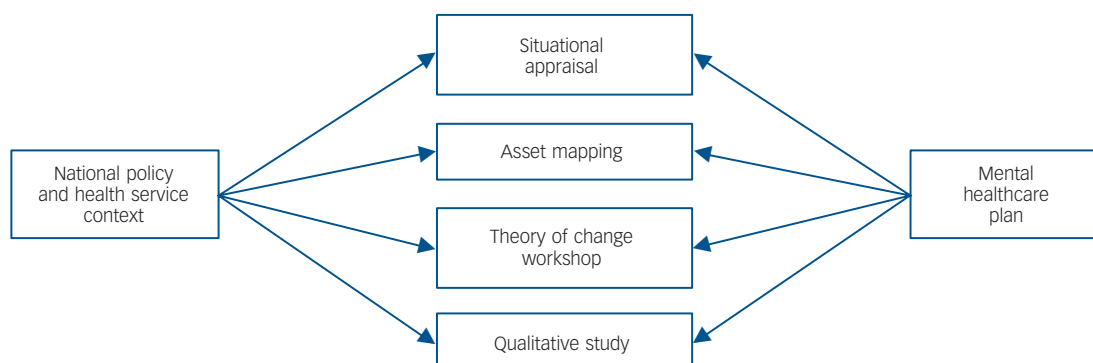 Situational
appraisal
Asset mapping
National policy
and health service
context
Mental
healthcare
plan
Theory of change
workshop
Qualitative study